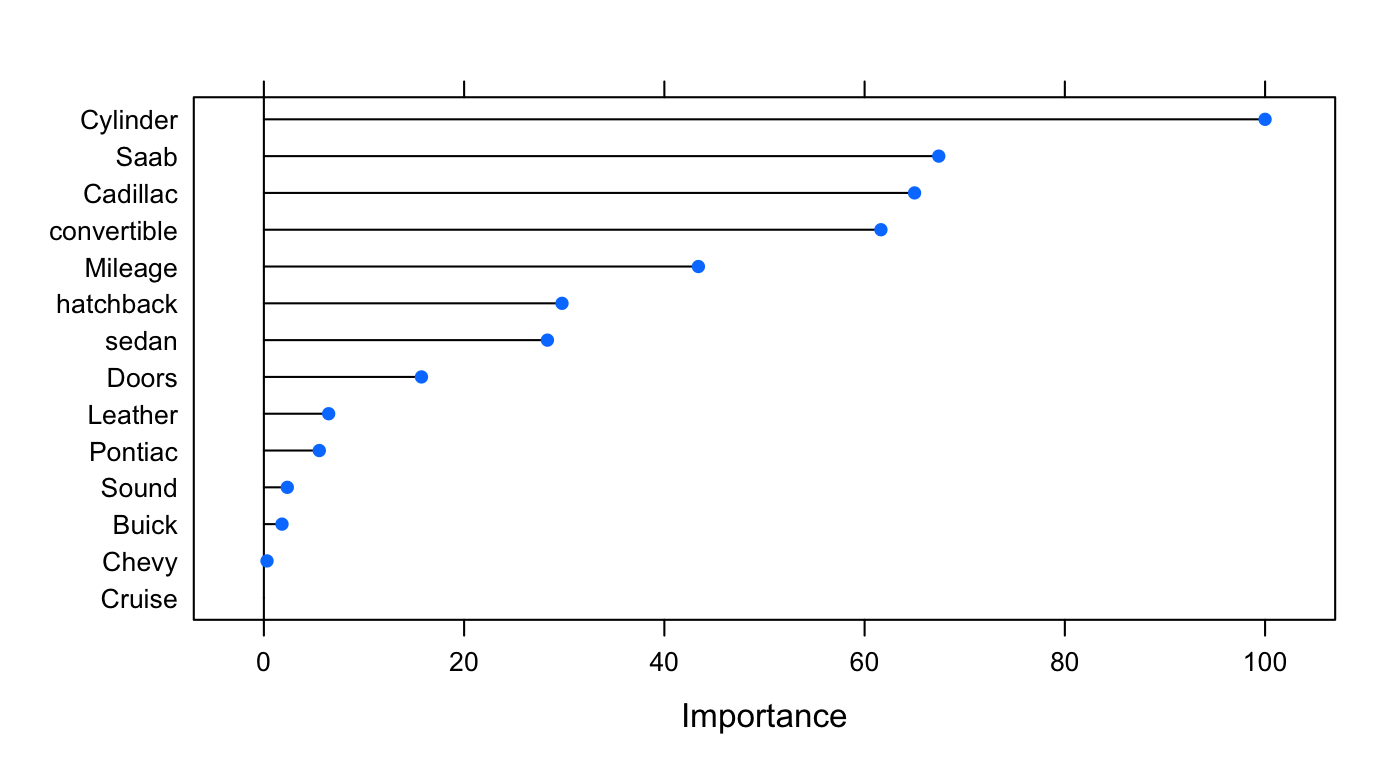 Cylinder
Saab
Cadillac
convertible
Mileage
hatchback
sedan
Doors
Leather
Pontiac
Sound
Buick
Chevy
Cruise
0 20 40 60 80 100
Importance